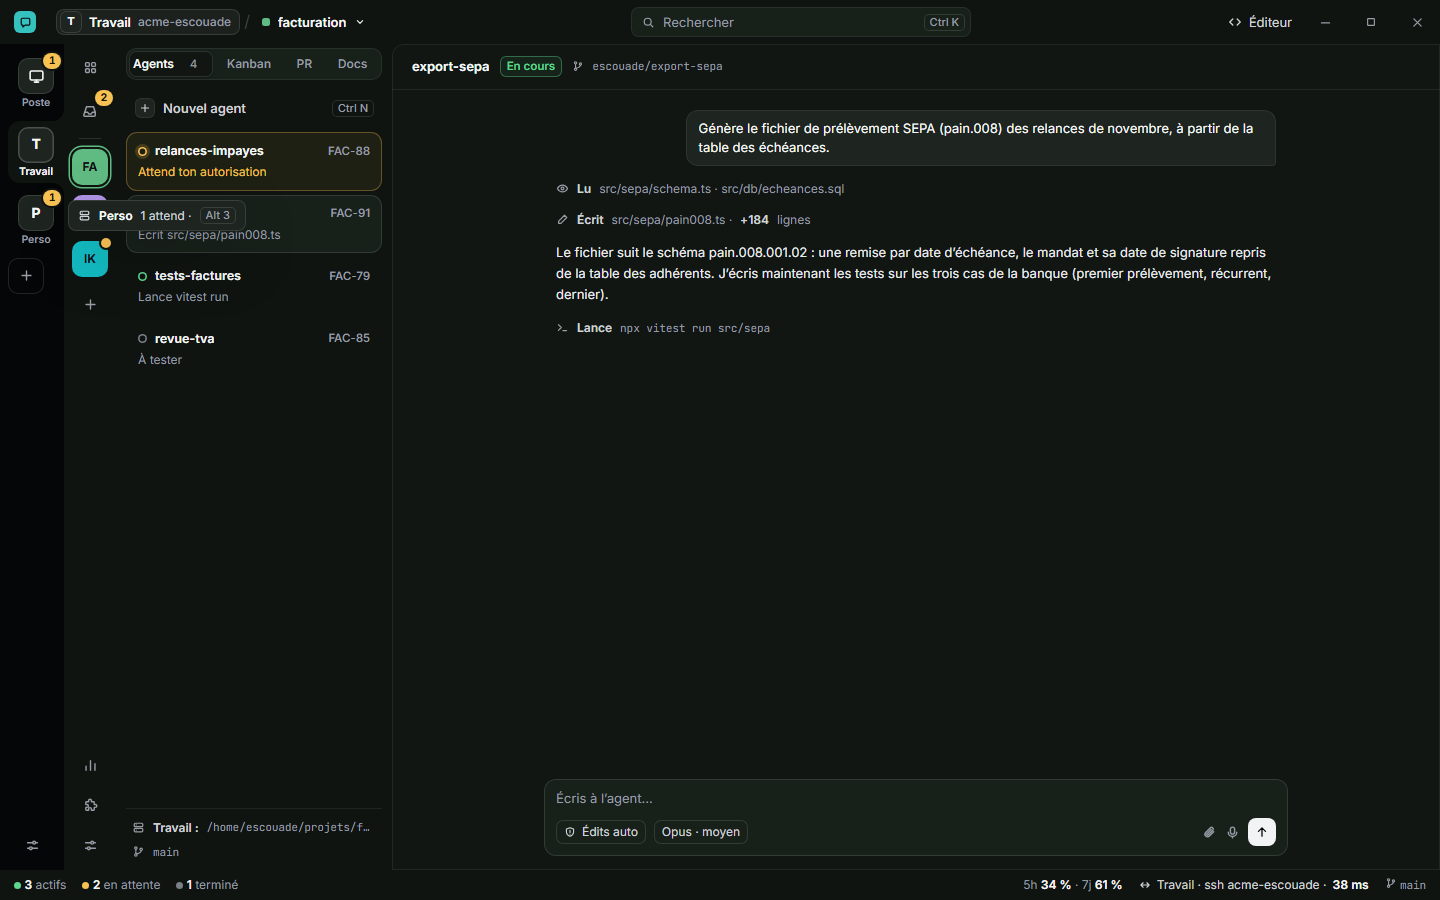 T Travail acme-escouade / facturation
Rechercher Ctrl K
Éditeur
1
Poste
T
Travail
1
P
Perso
2
FA
IK
Perso 1 attend · Alt 3
Agents 4 Kanban PR Docs
Nouvel agent Ctrl N
relances-impayes FAC-88
Attend ton autorisation
FAC-91
Écrit src/sepa/pain008.ts
tests-factures FAC-79
Lance vitest run
revue-tva FAC-85
À tester
Travail : /home/escouade/projets/f…
main
export-sepa En cours escouade/export-sepa
Génère le fichier de prélèvement SEPA (pain.008) des relances de novembre, à partir de la
table des échéances.
Lu src/sepa/schema.ts · src/db/echeances.sql
Écrit src/sepa/pain008.ts · +184 lignes
Le fichier suit le schéma pain.008.001.02 : une remise par date d’échéance, le mandat et sa date de signature repris
de la table des adhérents. J’écris maintenant les tests sur les trois cas de la banque (premier prélèvement, récurrent,
dernier).
Lance npx vitest run src/sepa
Écris à l’agent…
Édits auto Opus · moyen
3 actifs 2 en attente 1 terminé
5h 34 % · 7j 61 % Travail · ssh acme-escouade · 38 ms main